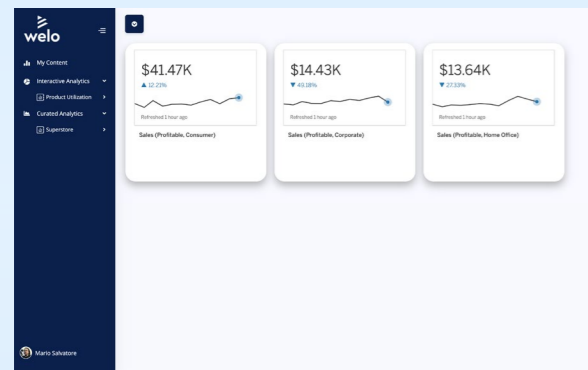 welo
My Content
Interactive Analytics
Product Utilization
Curated Analytics
Superstore
Mario Salvatore
$41.47K
▲ 12.21%
Refreshed 1 hour ago
Sales (Profitable, Consumer)
$14.43K
▼ 49.18%
Refreshed 1 hour ago
Sales (Profitable, Corporate)
$13.64K
▼ 27.33%
Refreshed 1 hour ago
Sales (Profitable, Home Office)